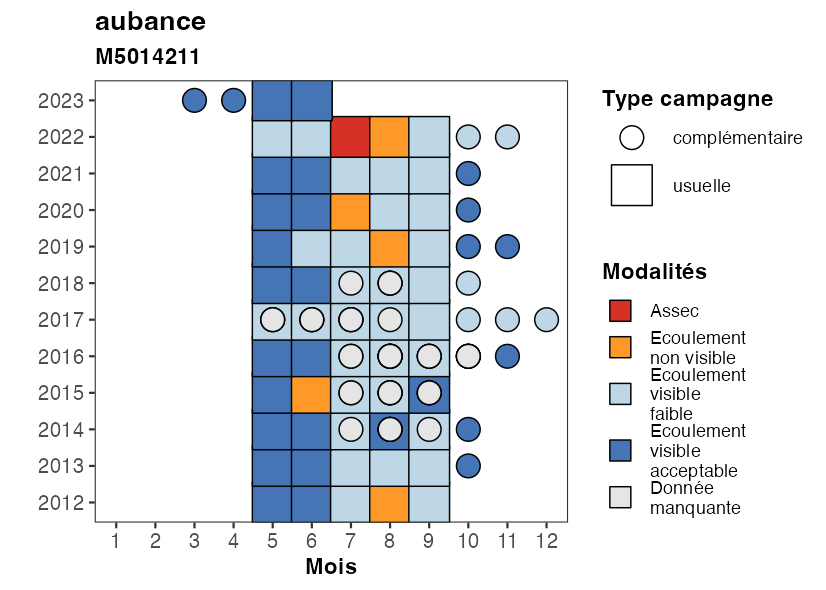 aubance
M5014211
2023
2022
2021
2020
2019
2018
2017
2016
2015
2014
2013
2012
1 2 3 4 5 6 7 8 9 10 11 12
Mois
Type campagne
complémentaire
usuelle
Modalités
Assec
Ecoulement
non visible
Ecoulement
visible
faible
Ecoulement
visible
acceptable
Donnée
manquante